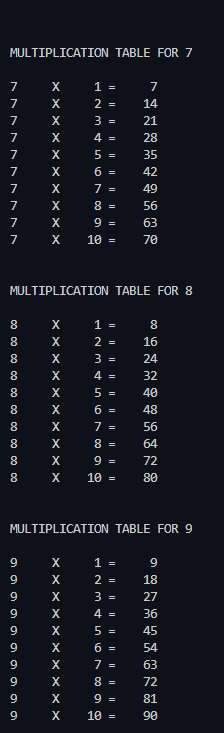 MULTIPLICATION TABLE FOR 7
7 X 1 = 7
7 X 2 = 14
7 X 3 = 21
7 X 4 = 28
7 X 5 = 35
7 X 6 = 42
7 X 7 = 49
7 X 8 = 56
7 X 9 = 63
7 X 10 = 70
MULTIPLICATION TABLE FOR 8
8 X 1 = 8
8 X 2 = 16
8 X 3 = 24
8 X 4 = 32
8 X 5 = 40
8 X 6 = 48
8 X 7 = 56
8 X 8 = 64
8 X 9 = 72
8 X 10 = 80
MULTIPLICATION TABLE FOR 9
9 X 1 = 9
9 X 2 = 18
9 X 3 = 27
9 X 4 = 36
9 X 5 = 45
9 X 6 = 54
9 X 7 = 63
9 X 8 = 72
9 X 9 = 81
9 X 10 = 90